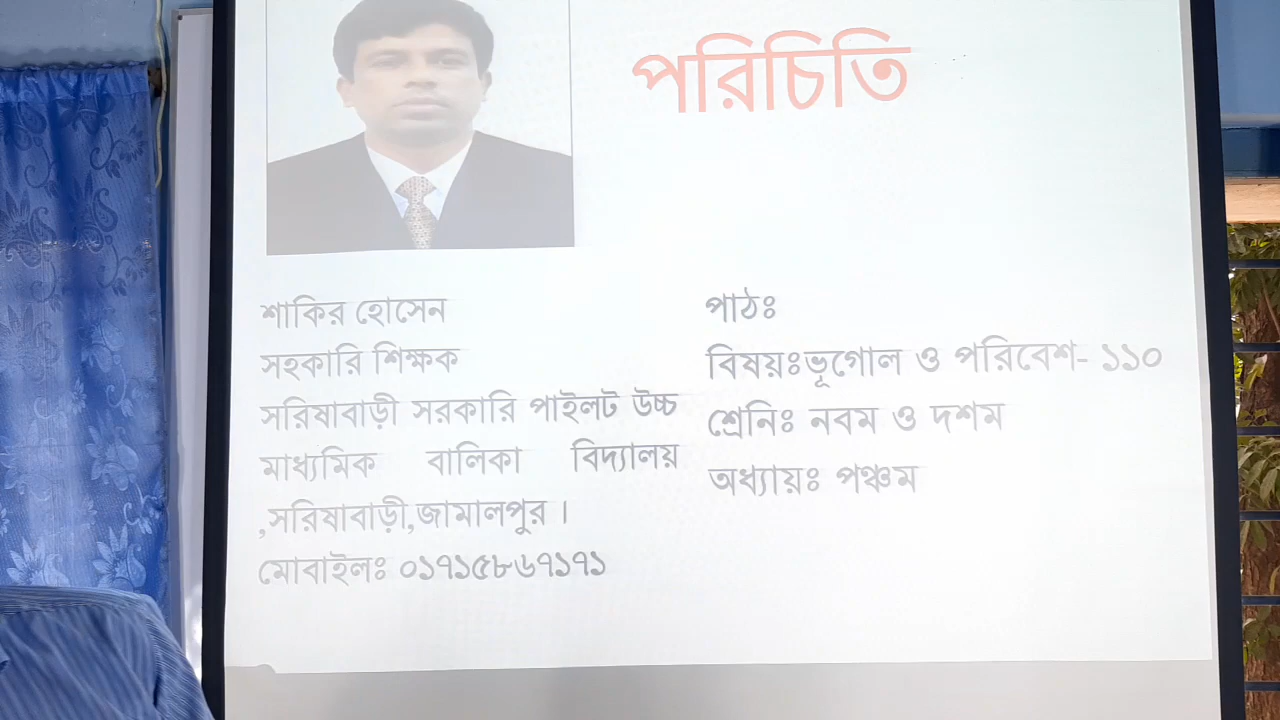 পরিচিতি
শাকির হোসেন
সহকারি শিক্ষক
সরিষাবাড়ী সরকারি পাইলট উচ্চ
মাধ্যমিক বালিকা বিদ্যালয়
,সরিষাবাড়ী,জামালপুর।
মোবাইলঃ ০১৭১৫৮৬৭১৭১
পাঠঃ
বিষয়ঃভূগোল ও পরিবেশ- ১১০
শ্রেনিঃ নবম ও দশম
অধ্যায়ঃ পঞ্চম